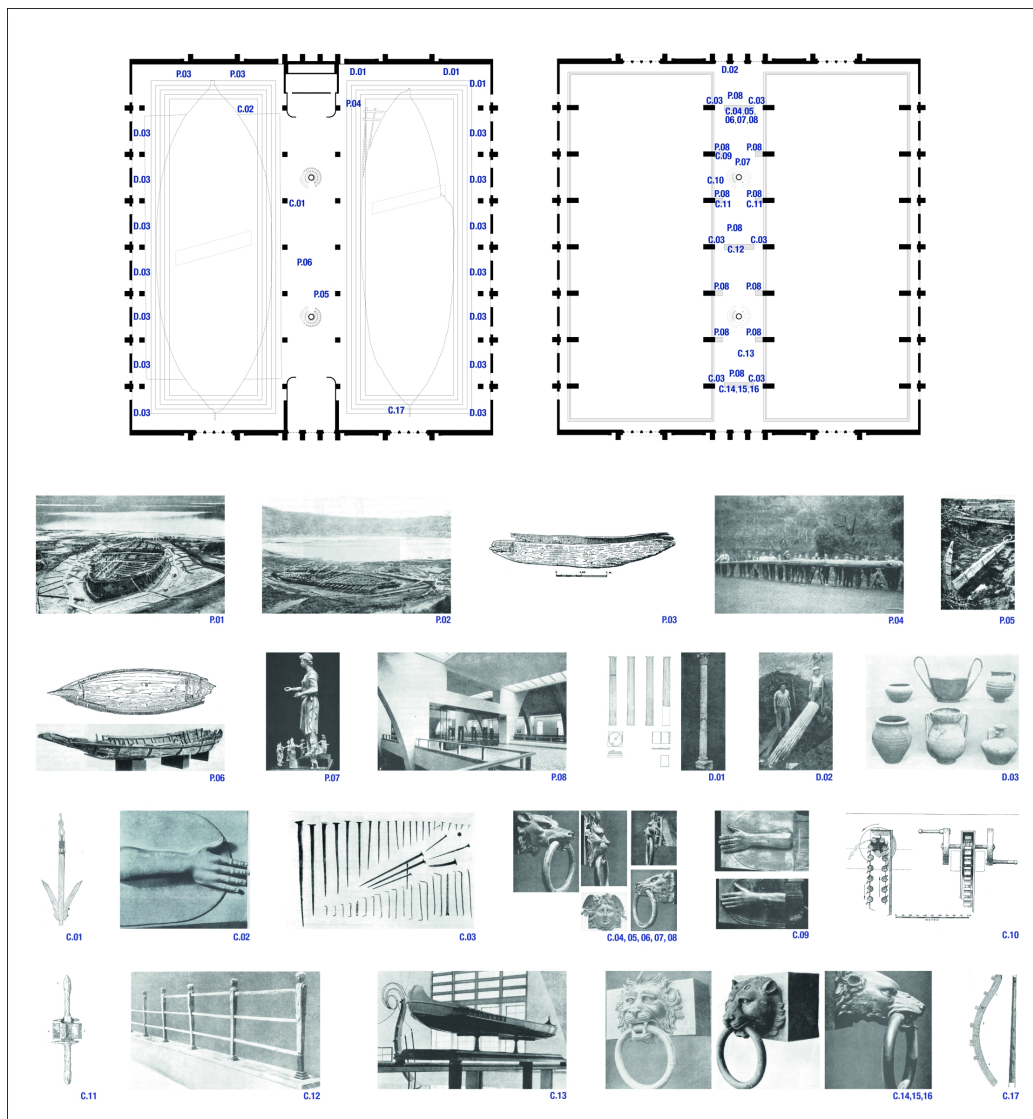 P.03 P.03 D.01 D.01
D.01
C.02 P.04
D.03 D.03
D.03 D.03
C.01
D.03 D.03
P.06
D.03 D.03
P.05
D.03 D.03
D.03 D.03
D.03 C.17 D.03
D.02
P.08
C.03 C.03
C.04,05,
06,07,08
P.08 P.08
C.09 P.07
C.10
P.08 P.08
C.11 C.11
P.08
C.03 C.03
C.12
P.08 P.08
P.08 P.08
C.13
P.08
C.03 C.03
C.14,15,16
P.01 P.02 P.03 P.04 P.05
P.06 P.07 P.08 D.01 D.02 D.03
C.01 C.02 C.03 C.04, 05, 06, 07, 08 C.09 C.10
C.11 C.12 C.13 C.14,15,16 C.17